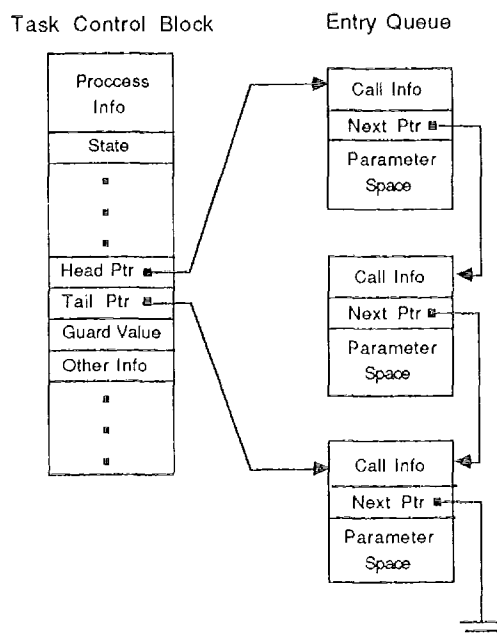 Task Control Block
Proccess
Info
State
Head Ptr
Tail Ptr
Guard Value
Other Info
Entry Queue
Call Info
Next Ptr
Parameter
Space
Call Info
Next Ptr
Parameter
Space
Call Info
Next Ptr
Parameter
Space